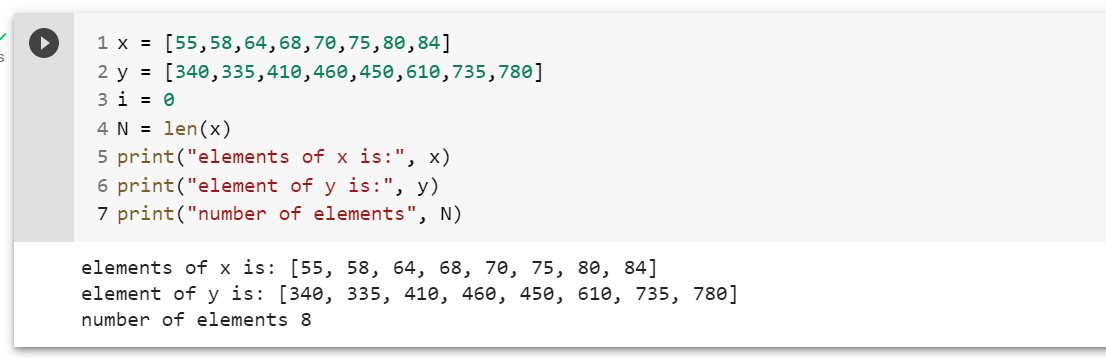 1 x = [55,58,64,68,70,75,80,84]
2 y = [340,335,410,460,450,610,735,780]
3 i = 0
4 N = len(x)
5 print("elements of x is:", x)
6 print("element of y is:", y)
7 print("number of elements", N)
elements of x is: [55, 58, 64, 68, 70, 75, 80, 84]
element of y is: [340, 335, 410, 460, 450, 610, 735, 780]
number of elements 8